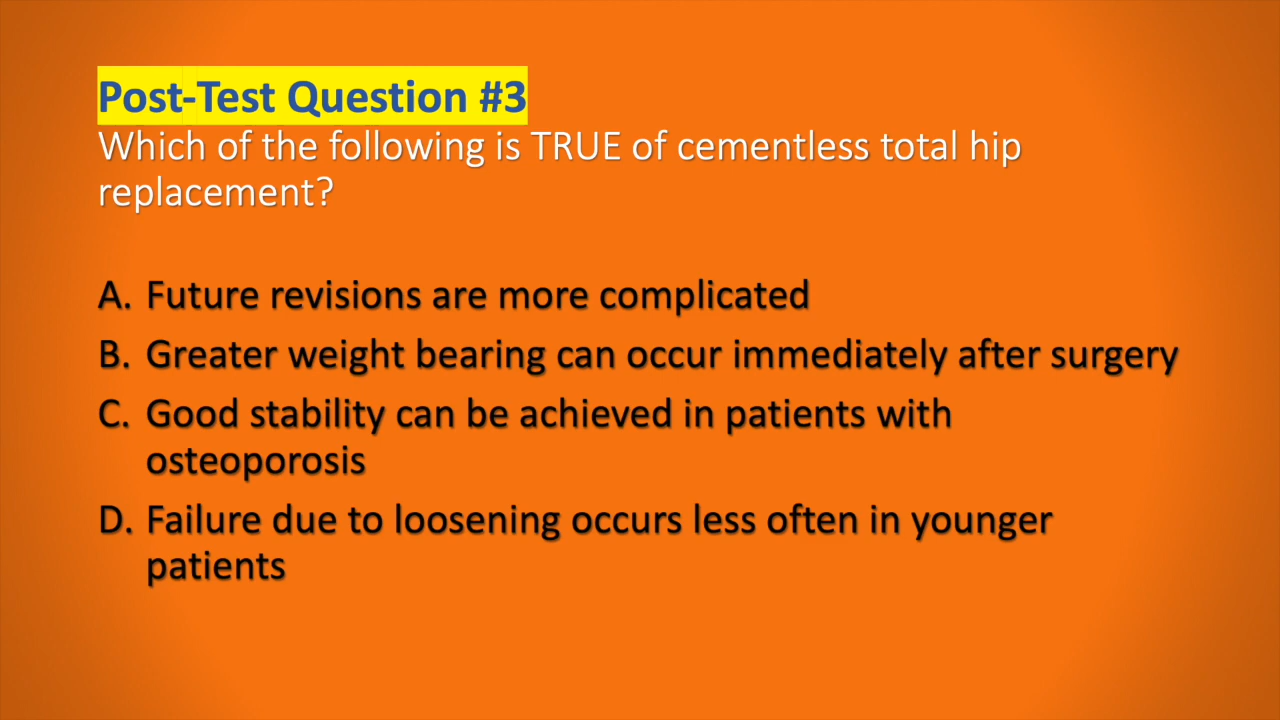 Post-Test Question #3
Which of the following is TRUE of cementless total hip
replacement?
A. Future revisions are more complicated
B. Greater weight bearing can occur immediately after surgery
C. Good stability can be achieved in patients with
osteoporosis
D. Failure due to loosening occurs less often in younger
patients